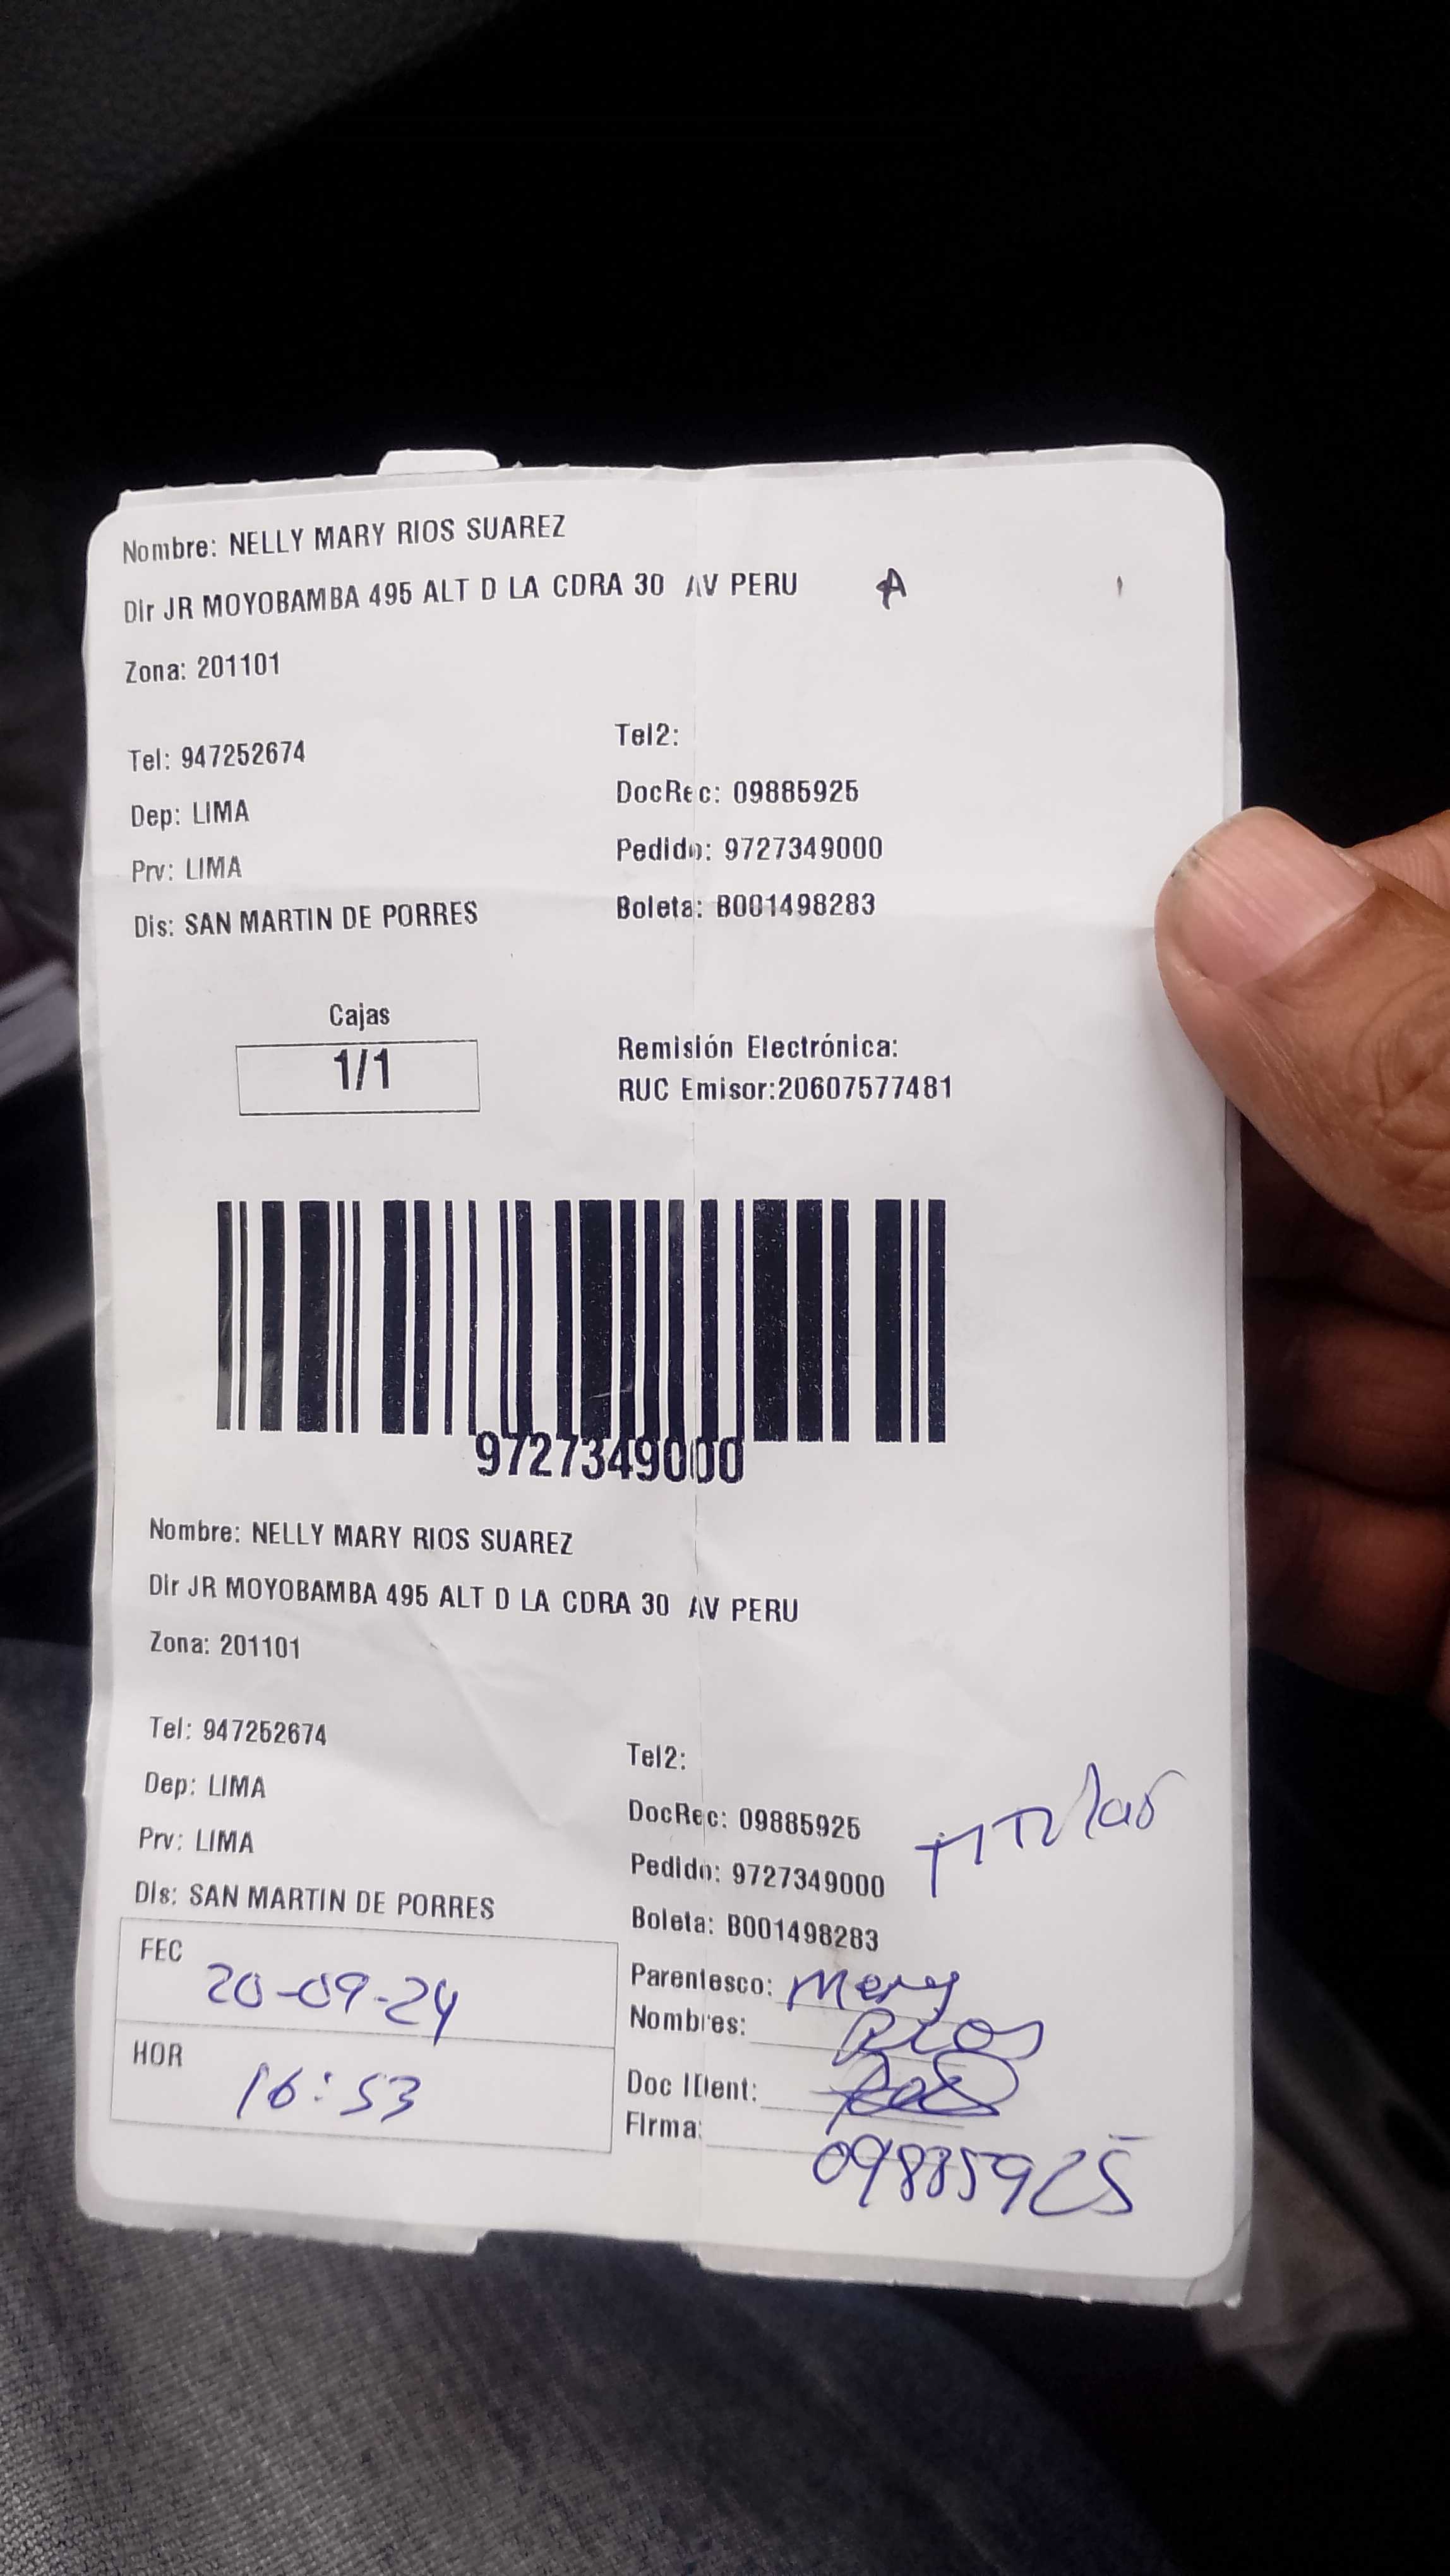 Nombre: NELLY MARY RIOS SUAREZ
Dir JR MOYOBAMBA 495 ALT D LA CDRA 30 AV PERU A
Zona: 201101
Tel: 947252674
Tel2:
Dep: LIMA
DocRec: 09885925
Prv: LIMA
Pedido: 9727349000
Dis: SAN MARTIN DE PORRES
Boleta: B001498283
Cajas
1/1
Remisión Electrónica:
RUC Emisor:20607577481
9727349000
Nombre: NELLY MARY RIOS SUAREZ
Dir JR MOYOBAMBA 495 ALT D LA CDRA 30 AV PERU
Zona: 201101
Tel: 947252674
Tel2:
Dep: LIMA
DocRec: 09885925
Prv: LIMA
Pedido: 9727349000
Titular
Dis: SAN MARTIN DE PORRES
Boleta: B001498283
FEC 20-09-24
HOR 16:53
Parentesco: Mery
Nombres: Rios
Doc IDent:
Firma:
09885925